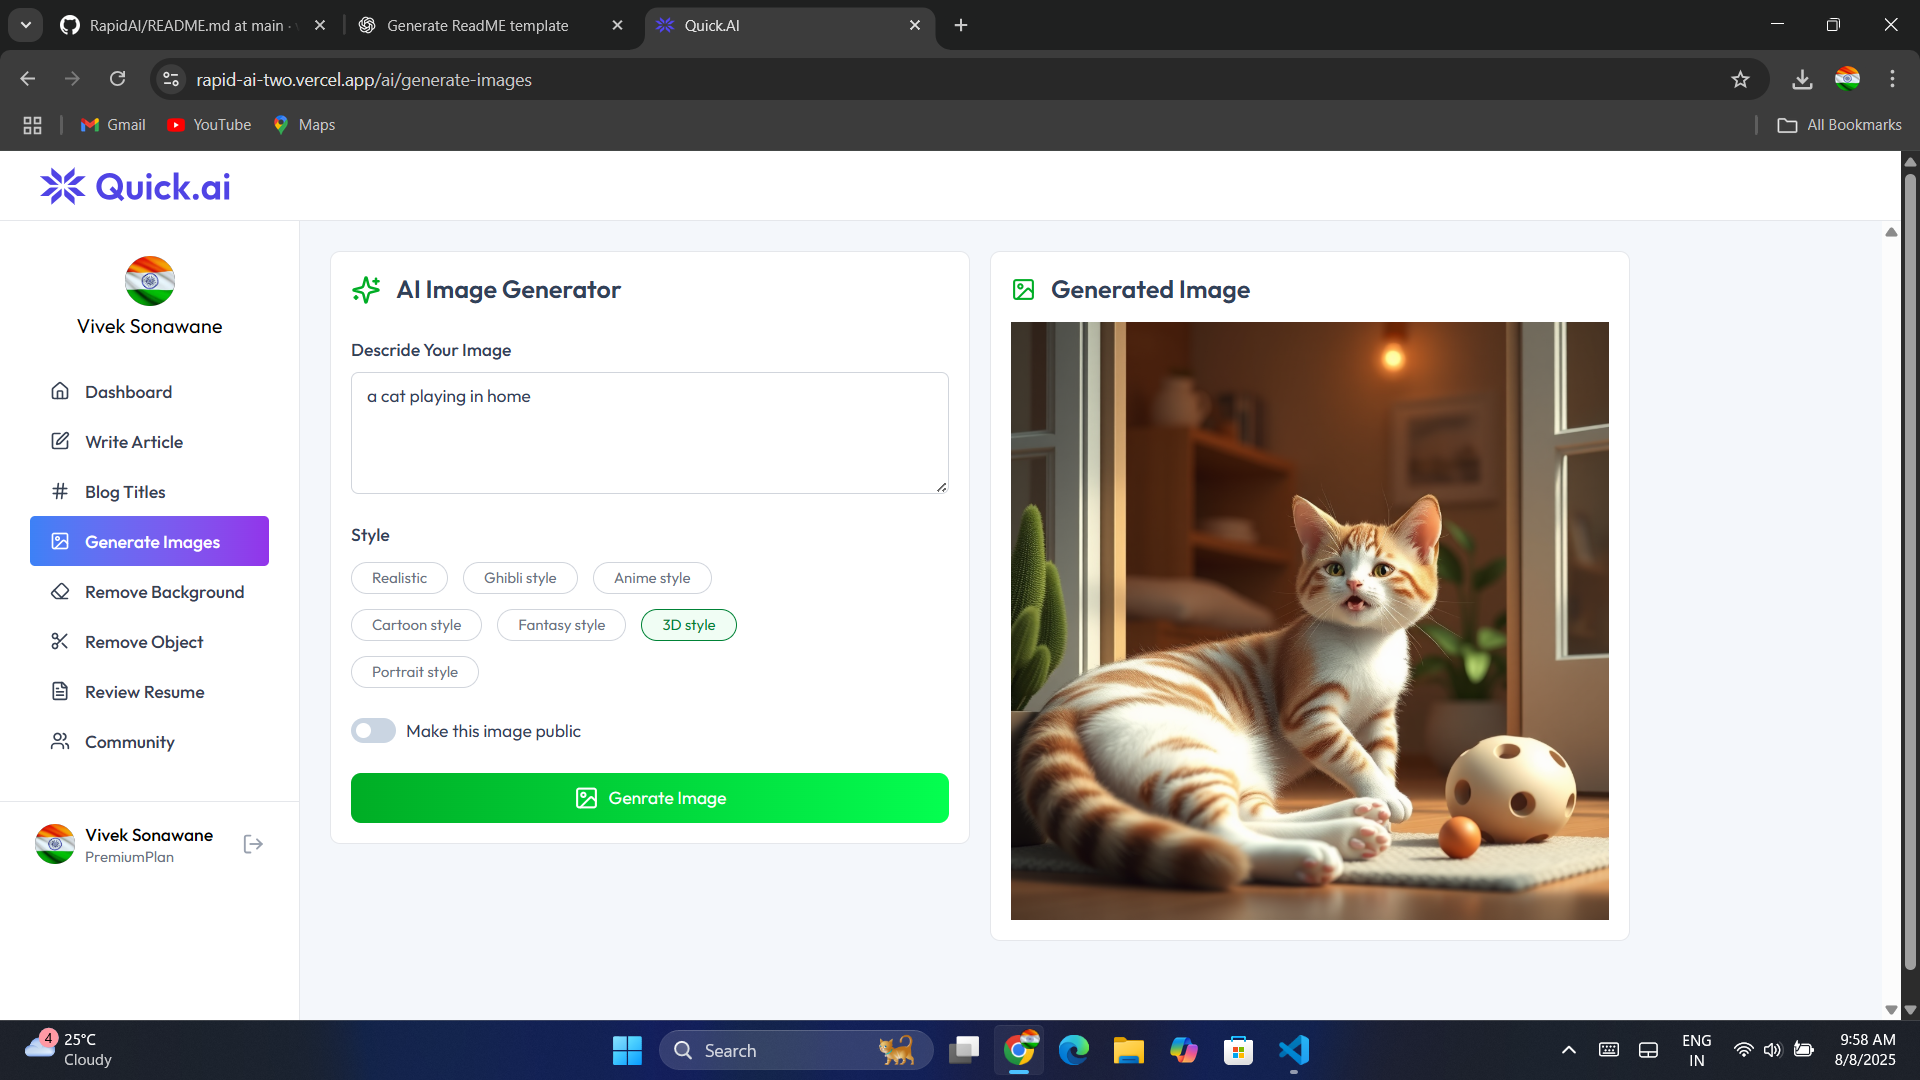 RapidAI/README.md at main ·
Generate ReadME template
Quick.AI
rapid-ai-two.vercel.app/ai/generate-images
Gmail
YouTube
Maps
All Bookmarks
Quick.ai
Vivek Sonawane
Dashboard
Write Article
Blog Titles
Generate Images
Remove Background
Remove Object
Review Resume
Community
Vivek Sonawane
PremiumPlan
AI Image Generator
Descride Your Image
a cat playing in home
Style
Realistic
Ghibli style
Anime style
Cartoon style
Fantasy style
3D style
Portrait style
Make this image public
Genrate Image
Generated Image
4
25°C
Cloudy
Search
ENG
IN
9:58 AM
8/8/2025